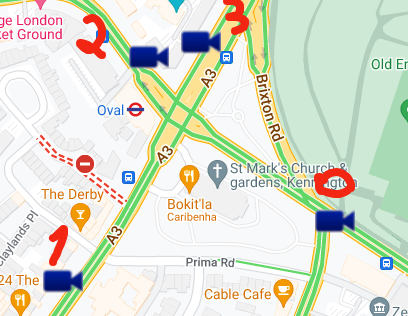 ge London
ket Ground
2
3
A3
Old En
Oval
Brixton Rd
A3
St Mark's Church &
gardens, Kennington
The Derby
Bokit'la
Caribenha
Claylands Pl
1
A3
24 The
Prima Rd
Cable Cafe
Ze